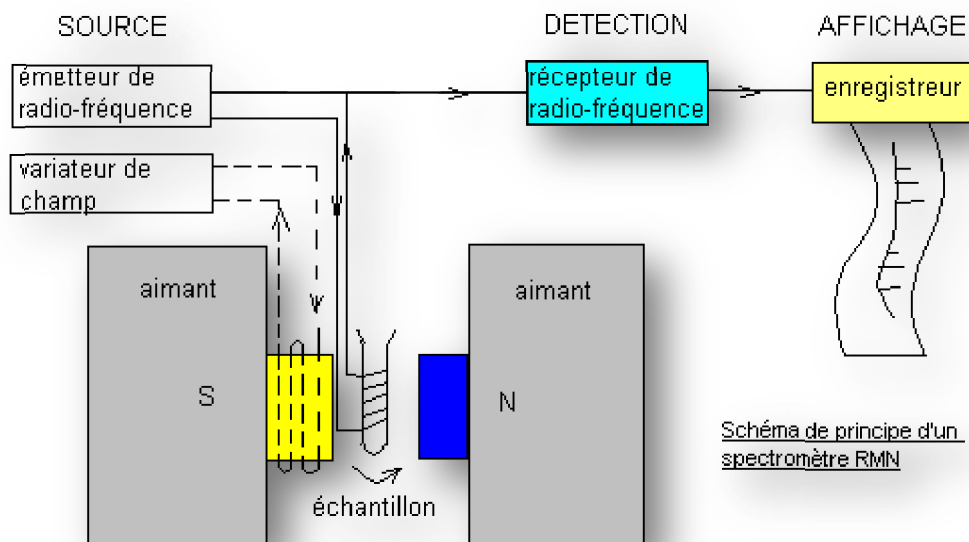 SOURCE
DETECTION
AFFICHAGE
émetteur de
radio-fréquence
récepteur de
radio-fréquence
enregistreur
variateur de
champ
aimant
aimant
S
N
échantillon
Schéma de principe d'un
spectromètre RMN